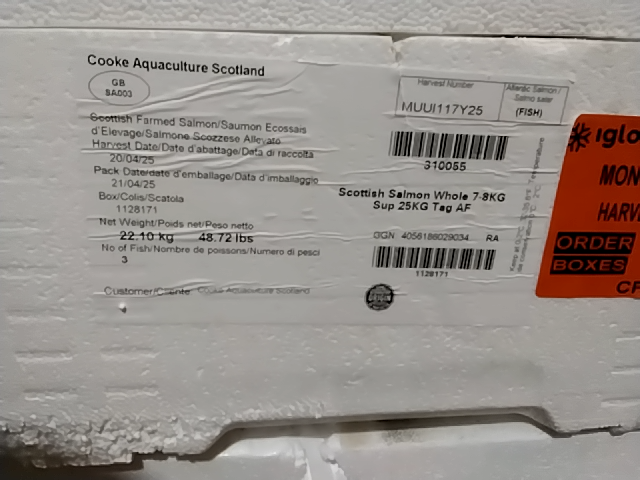 Cooke Aquaculture Scotland
GB
SA003
Scottish Farmed Salmon/Saumon Ecossais
d'Elevage/Salmone Scozzese Allevato
Harvest Date/Date d'abattage/Data di raccolta
20/04/25
Pack Date/date d'emballage/Data d'imballaggio
21/04/25
Box/Colis/Scatola
1128171
Net Weight/Poids net/Peso netto
22.10 kg 48.72 lbs
No of Fish/Nombre de poissons/Numero di pesci
3
Customer/Cliente Cooke Aquaculture Scotland
Harvest Number
MUUI117Y25
Atlantic Salmon/
Salmo salar
(FISH)
310055
Scottish Salmon Whole 7-8KG
Sup 25KG Tag AF
GGN 4056186029034 RA
1128171
iglo
MON
HARV
ORDER
BOXES